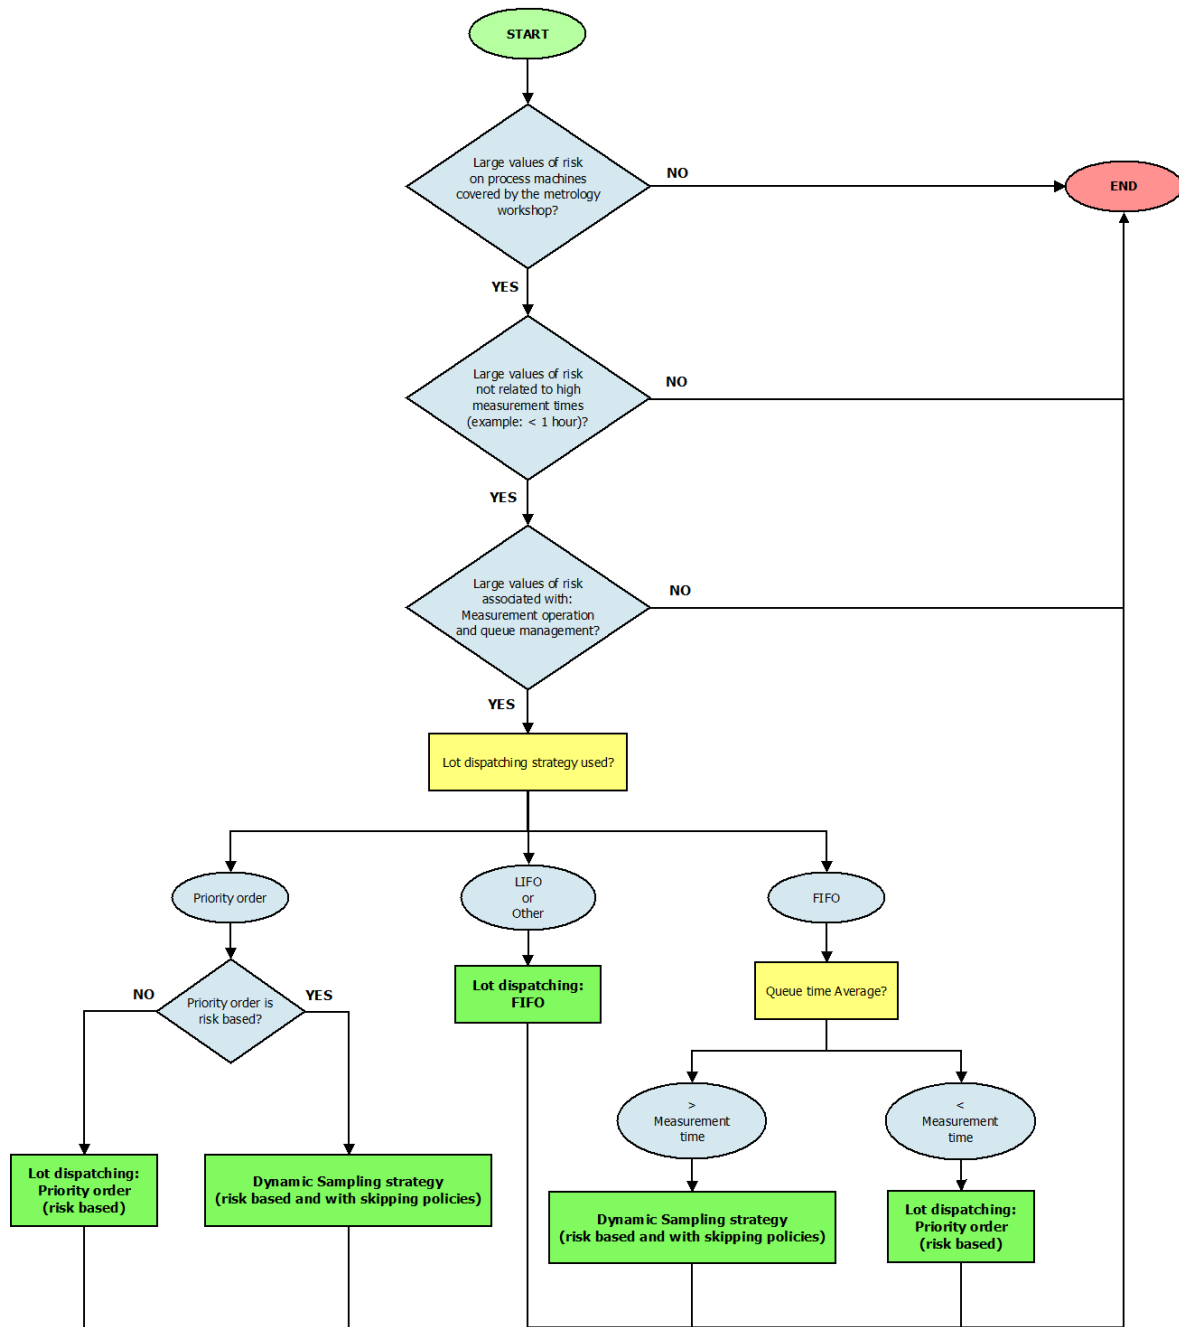 START
Large values of risk
on process machines
covered by the metrology
workshop?
NO
END
YES
Large values of risk
not related to high
measurement times
(example: < 1 hour)?
NO
YES
Large values of risk
associated with:
Measurement operation
and queue management?
NO
YES
Lot dispatching strategy used?
Priority order
LIFO
or
Other
FIFO
NO
Priority order is
risk based?
YES
Lot dispatching:
FIFO
Queue time Average?
>
Measurement
time
<
Measurement
time
Lot dispatching:
Priority order
(risk based)
Dynamic Sampling strategy
(risk based and with skipping policies)
Dynamic Sampling strategy
(risk based and with skipping policies)
Lot dispatching:
Priority order
(risk based)